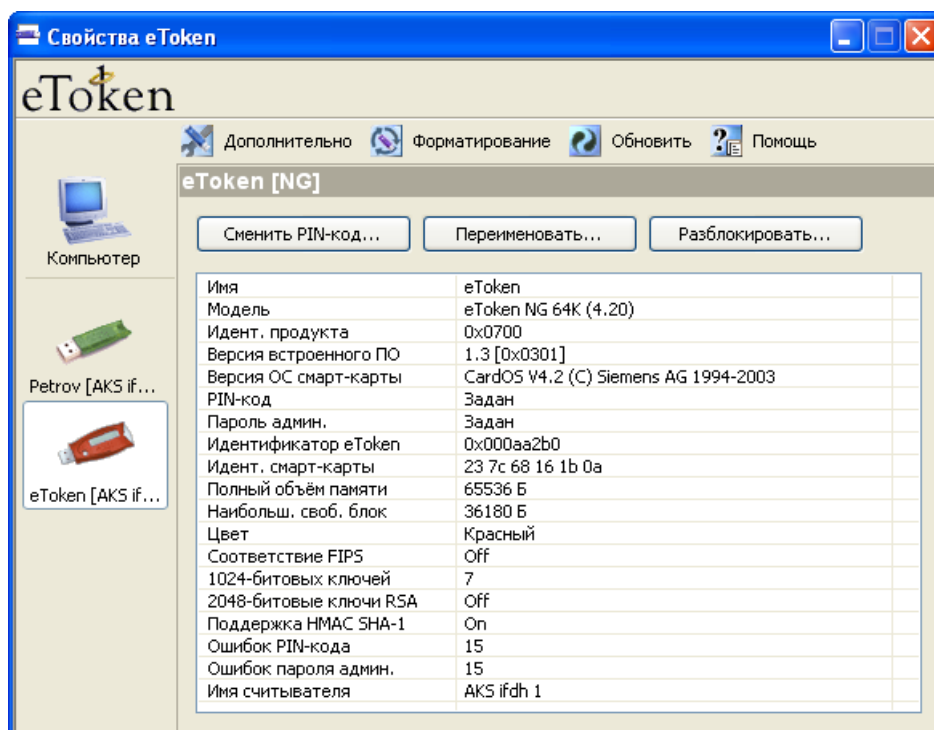 Свойства eToken
eToken
Дополнительно Форматирование Обновить Помощь
eToken [NG]
Сменить PIN-код... Переименовать... Разблокировать...
Компьютер
Petrov [AKS if...
eToken [AKS if...
Имя eToken
Модель eToken NG 64K (4.20)
Идент. продукта 0x0700
Версия встроенного ПО 1.3 [0x0301]
Версия ОС смарт-карты CardOS V4.2 (C) Siemens AG 1994-2003
PIN-код Задан
Пароль админ. Задан
Идентификатор eToken 0x000aa2b0
Идент. смарт-карты 23 7c 68 16 1b 0a
Полный объём памяти 65536 Б
Наибольш. своб. блок 36180 Б
Цвет Красный
Соответствие FIPS Off
1024-битовых ключей 7
2048-битовые ключи RSA Off
Поддержка HMAC SHA-1 On
Ошибок PIN-кода 15
Ошибок пароля админ. 15
Имя считывателя AKS ifdh 1